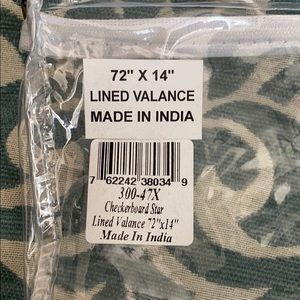 72" X 14"
LINED VALANCE
MADE IN INDIA
7 62242 38034 9
300-47X
Checkerboard Star
Lined Valance 72"x14"
Made In India